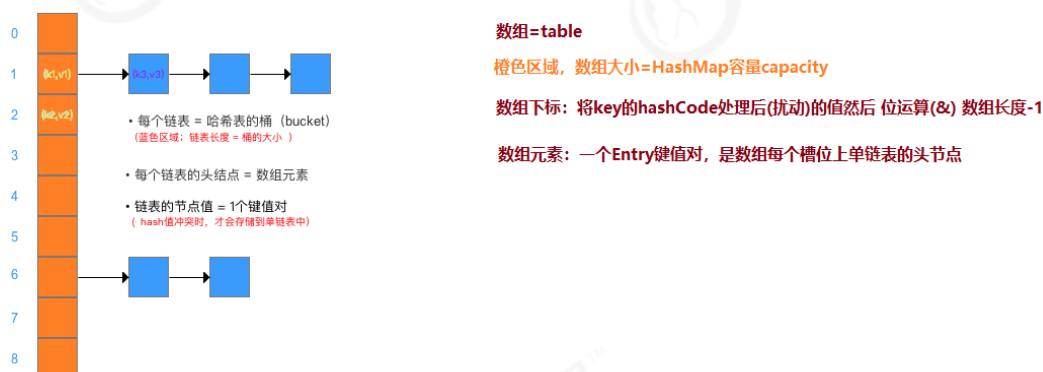 0
1
2
3
4
5
6
7
8
(k1,v1)
(k3,v3)
(k2,v2)
• 每个链表 = 哈希表的桶（bucket）
（蓝色区域；链表长度 = 桶的大小 ）
• 每个链表的头结点 = 数组元素
• 链表的节点值 = 1个键值对
（ hash值冲突时，才会存储到单链表中）
数组=table
橙色区域，数组大小=HashMap容量capacity
数组下标：将key的hashCode处理后(扰动)的值然后 位运算(&) 数组长度-1
数组元素：一个Entry键值对，是数组每个槽位上单链表的头节点
TM